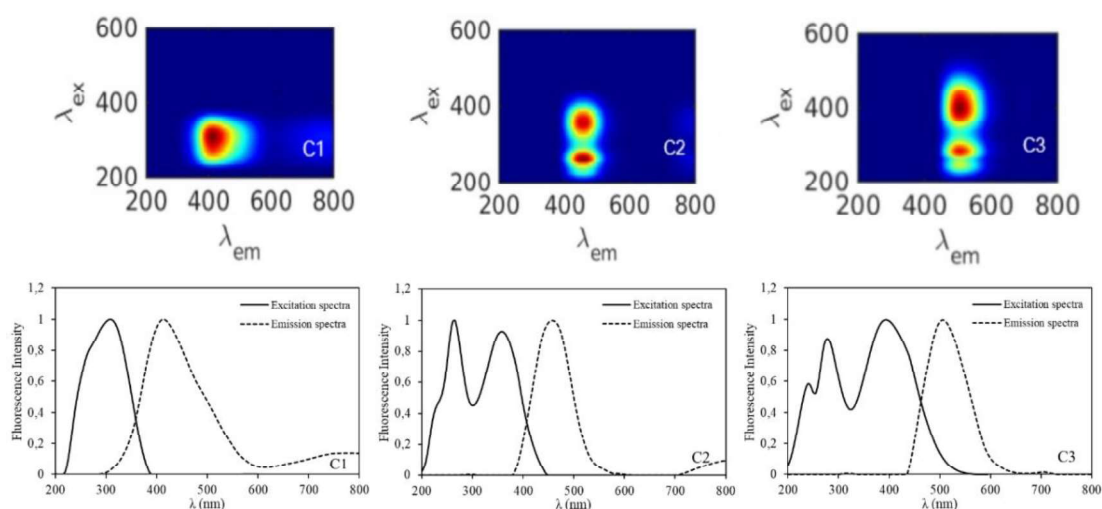 600
400
200
λex
C1
200 400 600 800
λem
600
400
200
λex
C2
200 400 600 800
λem
600
400
200
λex
C3
200 400 600 800
λem
1,2
1
0,8
0,6
0,4
0,2
0
Fluorescence Intensity
Excitation spectra
Emission spectra
C1
200 300 400 500 600 700 800
λ (nm)
1,2
1
0,8
0,6
0,4
0,2
0
Fluorescence Intensity
Excitation spectra
Emission spectra
C2
200 300 400 500 600 700 800
λ (nm)
1,2
1
0,8
0,6
0,4
0,2
0
Fluorescence Intensity
Excitation spectra
Emission spectra
C3
200 300 400 500 600 700 800
λ (nm)